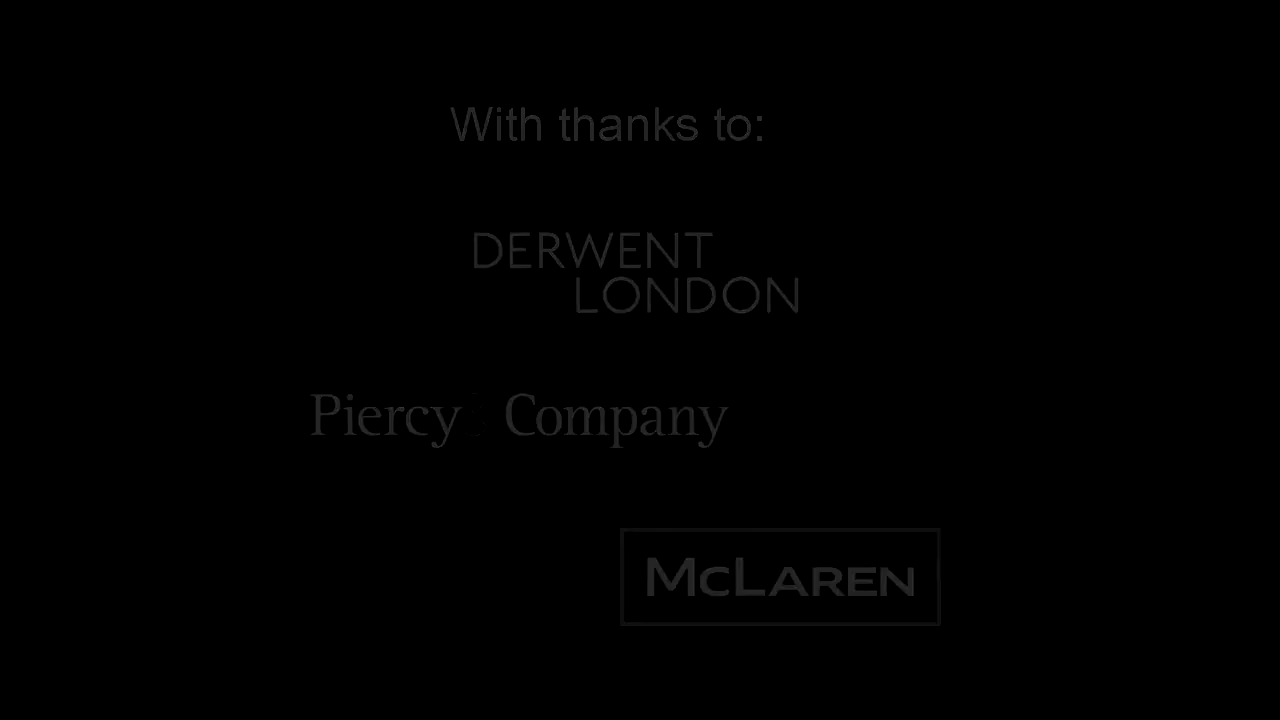 With thanks to:
DERWENT
LONDON
Piercy & Company
McLAREN